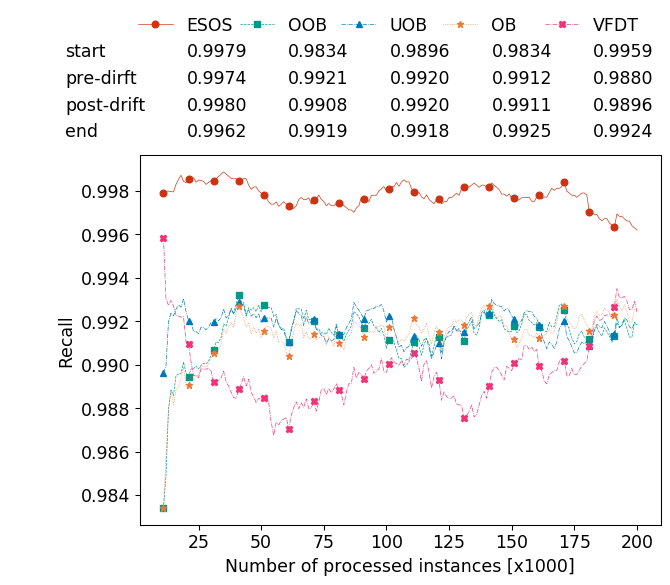 ESOS OOB UOB OB VFDT
start 0.9979 0.9834 0.9896 0.9834 0.9959
pre-dirft 0.9974 0.9921 0.9920 0.9912 0.9880
post-drift 0.9980 0.9908 0.9920 0.9911 0.9896
end 0.9962 0.9919 0.9918 0.9925 0.9924
0.998
0.996
0.994
0.992
0.990
0.988
0.986
0.984
Recall
25 50 75 100 125 150 175 200
Number of processed instances [x1000]